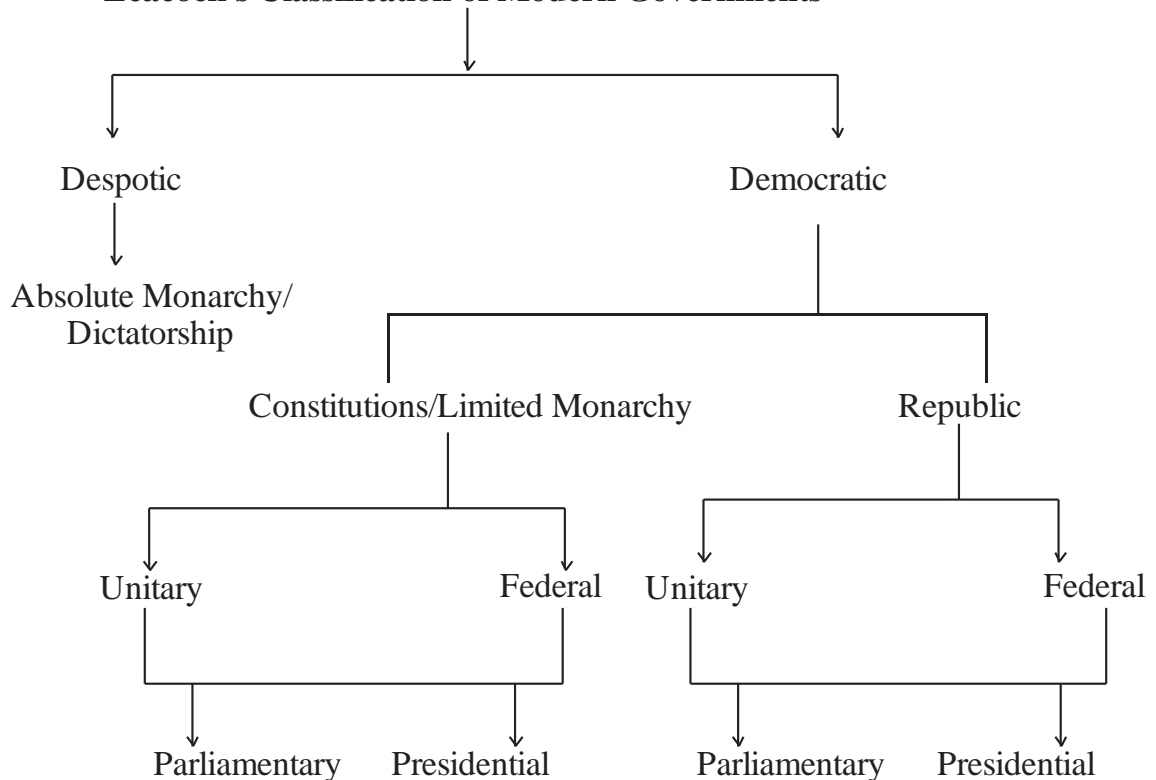 Leacock's Classification of Modern Governments
Despotic
Democratic
Absolute Monarchy/
Dictatorship
Constitutions/Limited Monarchy
Republic
Unitary
Federal
Unitary
Federal
Parliamentary
Presidential
Parliamentary
Presidential